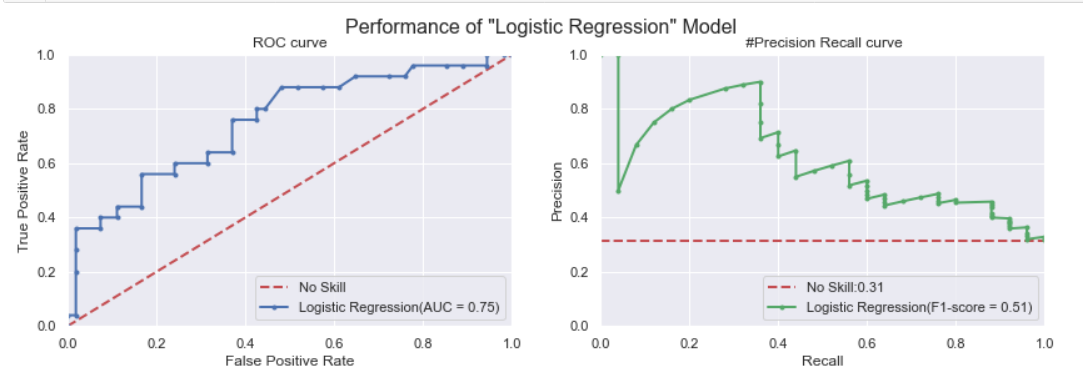 Performance of "Logistic Regression" Model
ROC curve
1.0
0.8
0.6
0.4
0.2
0.0
True Positive Rate
0.0 0.2 0.4 0.6 0.8 1.0
False Positive Rate
No Skill
Logistic Regression(AUC = 0.75)
#Precision Recall curve
1.0
0.8
0.6
0.4
0.2
0.0
Precision
0.0 0.2 0.4 0.6 0.8 1.0
Recall
No Skill:0.31
Logistic Regression(F1-score = 0.51)